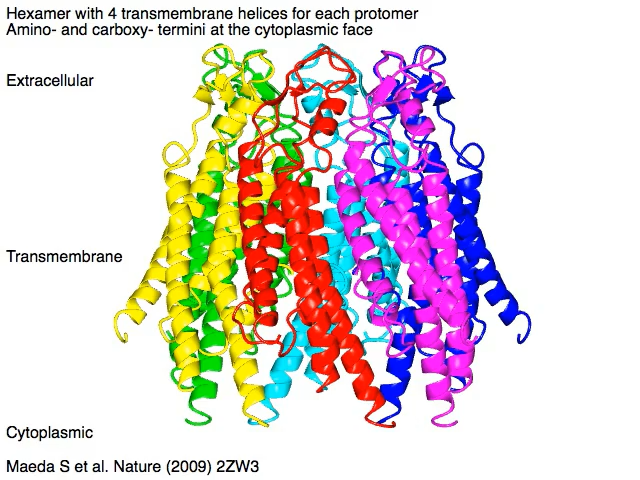 Hexamer with 4 transmembrane helices for each protomer
Amino- and carboxy- termini at the cytoplasmic face
Extracellular
Transmembrane
Cytoplasmic
Maeda S et al. Nature (2009) 2ZW3